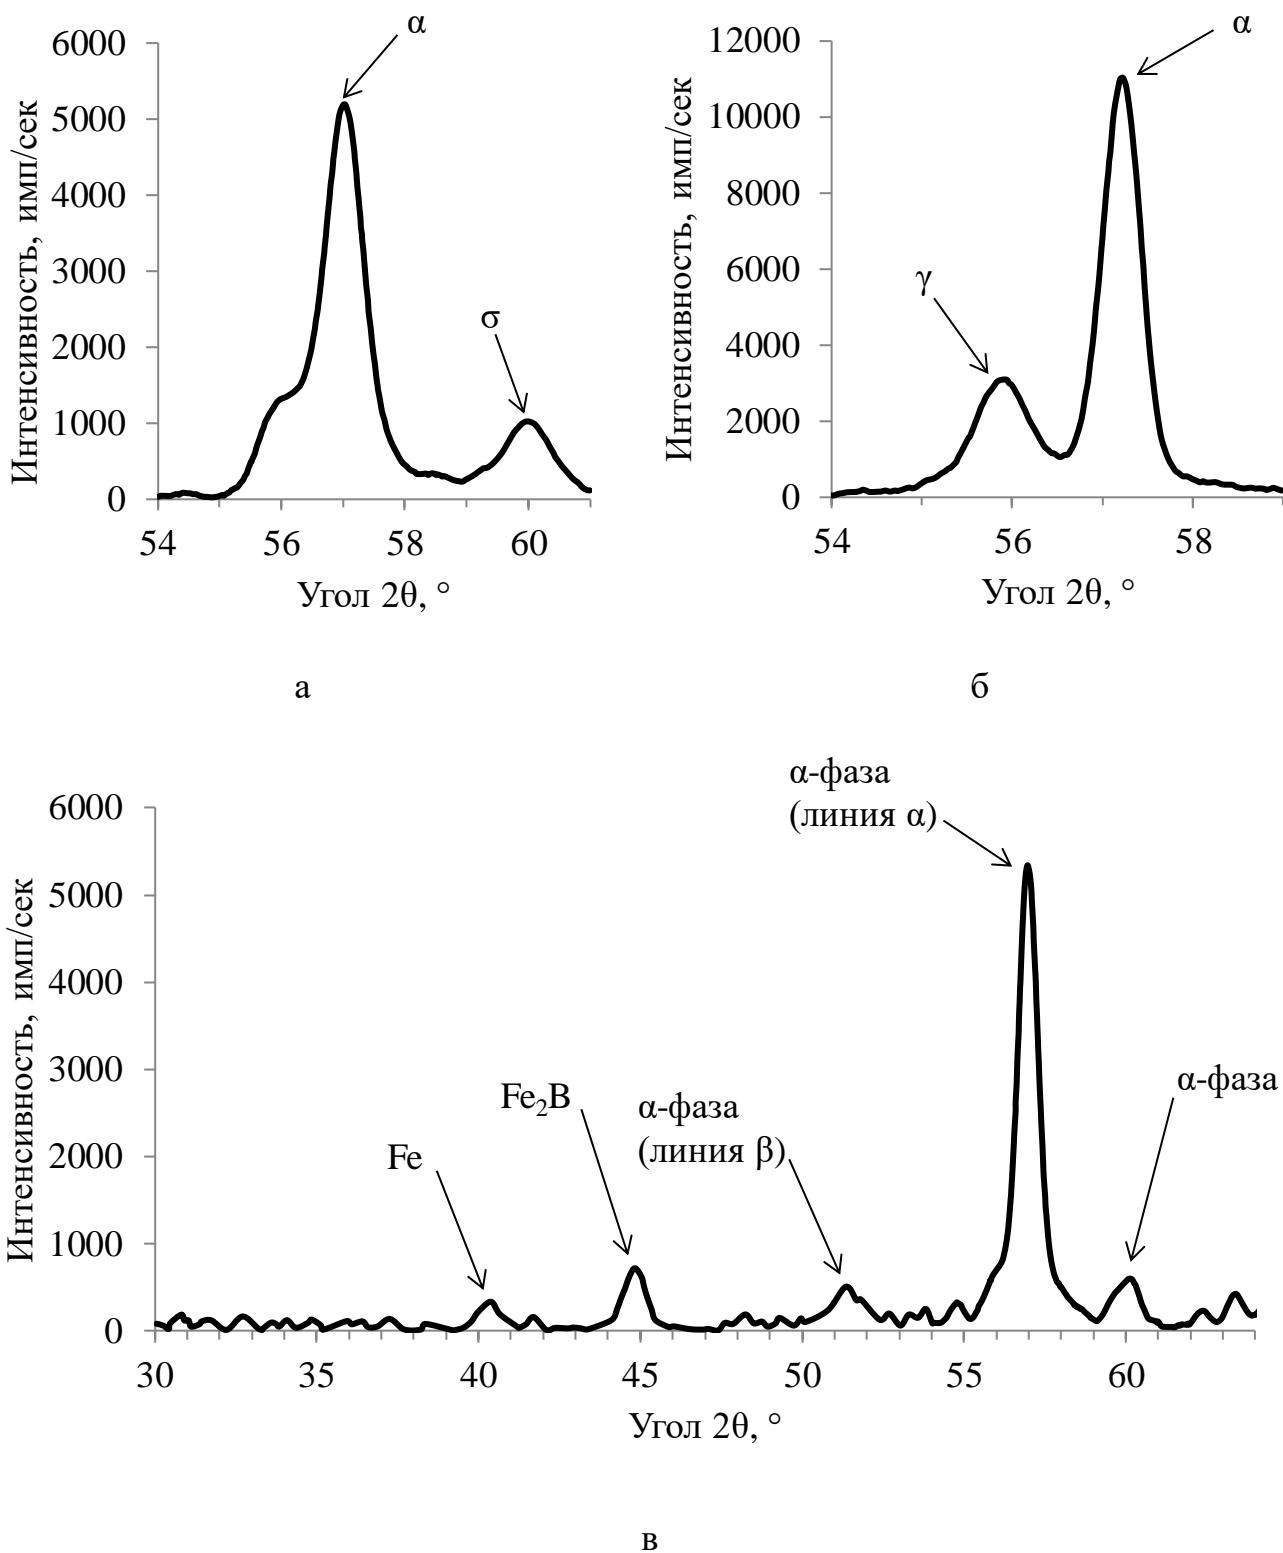 α
6000
5000
4000
3000
2000
1000
0
σ
54
56
58
60
Интенсивность, имп/сек
Угол 2θ, °
а
α
12000
10000
8000
6000
4000
2000
0
γ
54
56
58
Интенсивность, имп/сек
Угол 2θ, °
б
α-фаза
(линия α)
6000
5000
4000
3000
2000
1000
0
Интенсивность, имп/сек
Fe
Fe₂B
α-фаза
(линия β)
α-фаза
30
35
40
45
50
55
60
Угол 2θ, °
в